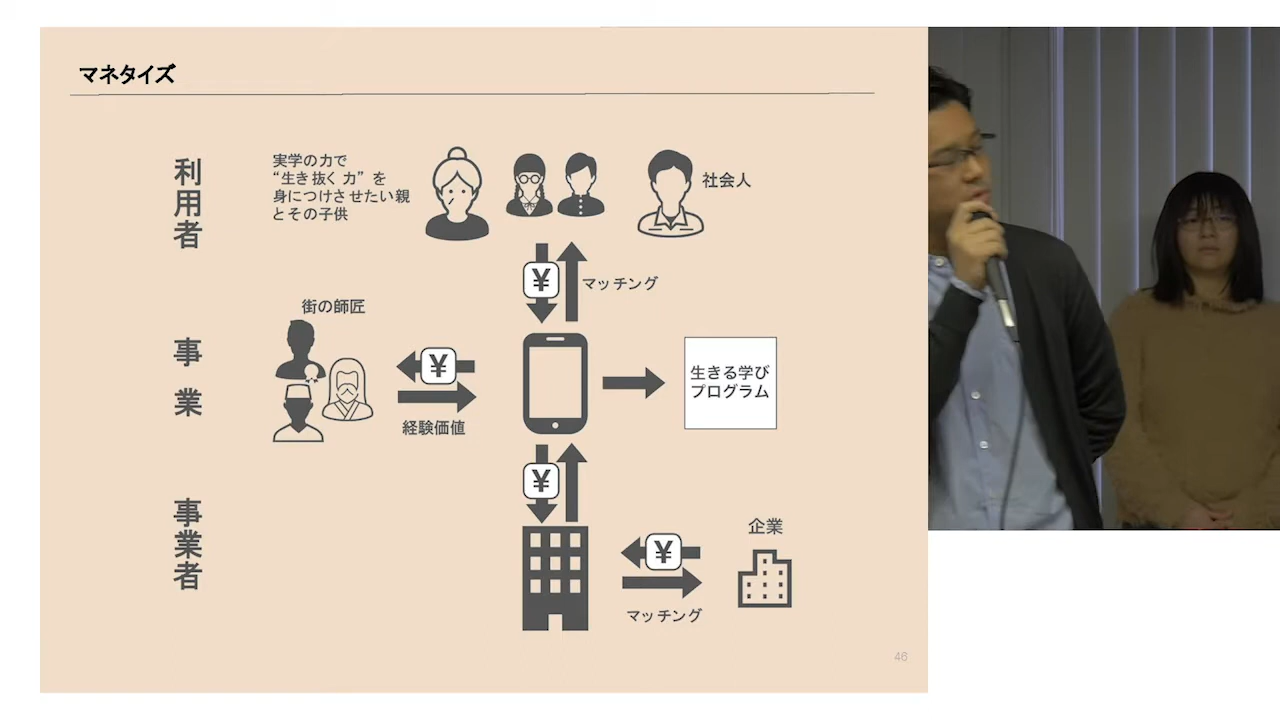 マネタイズ
利用者
実学の力で
“生き抜く力”を
身につけさせたい親
とその子供
社会人
¥
マッチング
街の師匠
事業
¥
経験価値
生きる学び
プログラム
¥
事業者
企業
¥
マッチング
46